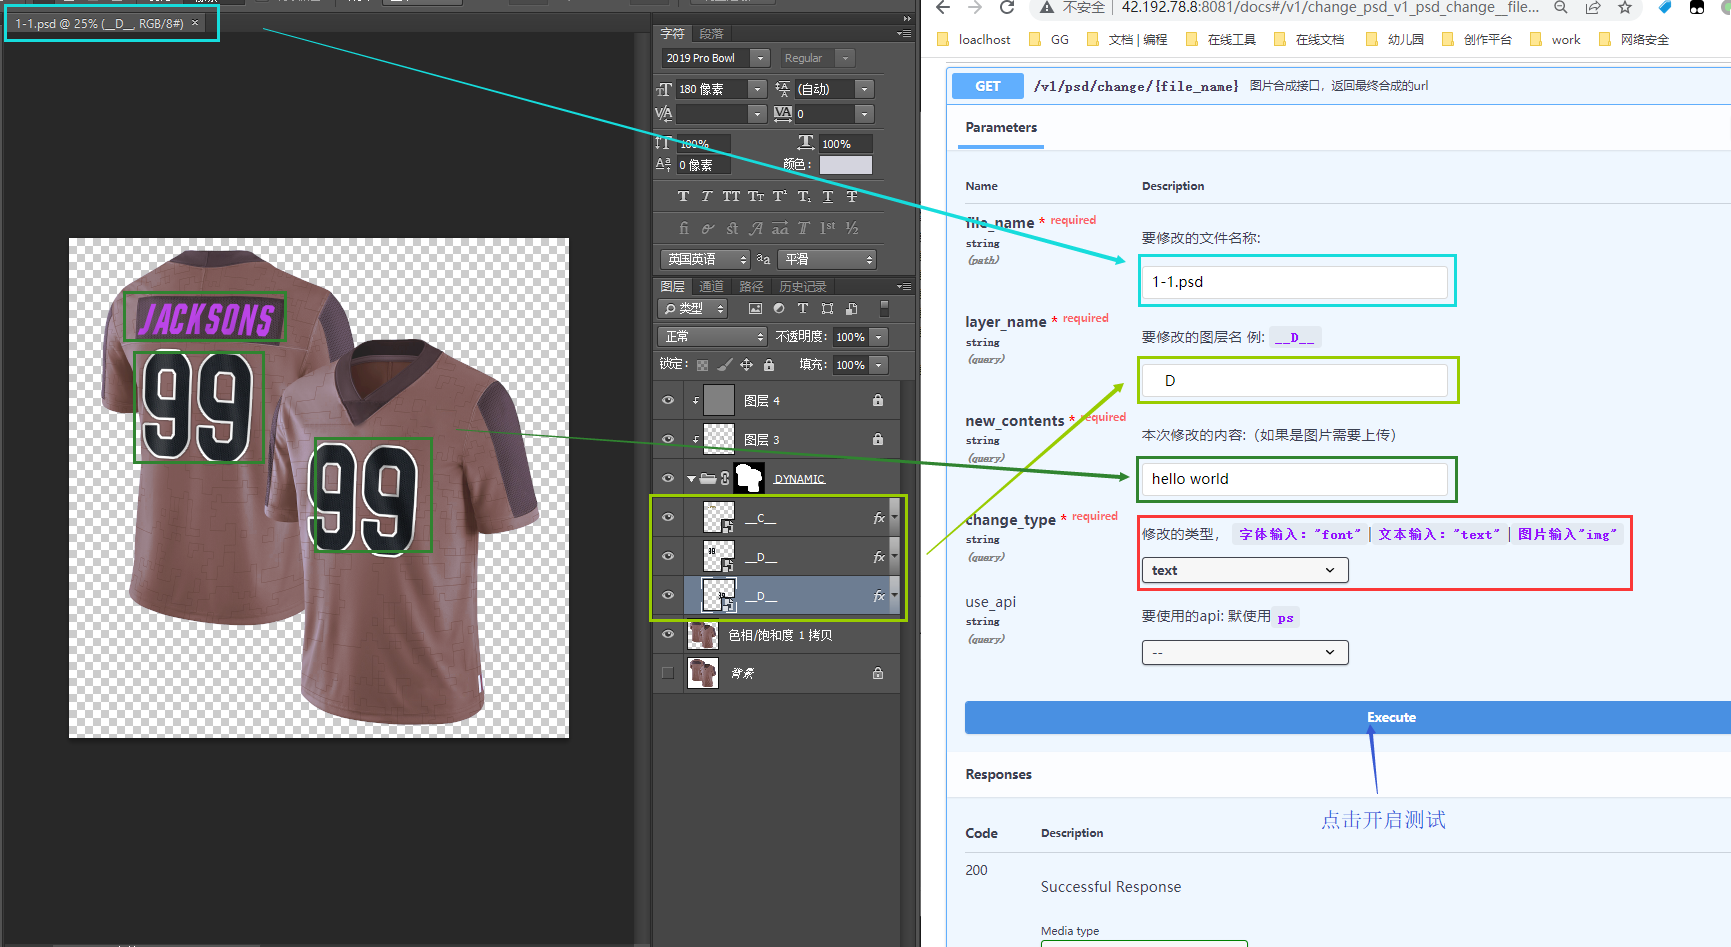 1-1.psd @ 25% (__D__, RGB/8#) ×
JACKSONS
99
99
字符 段落
2019 Pro Bowl
Regular
180 像素
(自动)
0
100%
100%
0 像素
颜色:
英国英语
平滑
图层 通道 路径 历史记录
类型
正常
不透明度: 100%
锁定:
填充: 100%
图层 4
图层 3
DYNAMIC
__C__ fx
__D__ fx
__D__ fx
色相/饱和度 1 拷贝
背景
不安全 42.192.78.8:8081/docs#/v1/change_psd_v1_psd_change__file...
loaclhost GG 文档 | 编程 在线工具 在线文档 幼儿园 创作平台 work 网络安全
GET /v1/psd/change/{file_name} 图片合成接口，返回最终合成的url
Parameters
Name Description
file_name * required
string
(path)
要修改的文件名称:
1-1.psd
layer_name * required
string
(query)
要修改的图层名 例: __D__
D
new_contents * required
string
(query)
本次修改的内容:（如果是图片需要上传）
hello world
change_type * required
string
(query)
修改的类型， 字体输入: "font" | 文本输入: "text" | 图片输入"img"
text
use_api
string
(query)
要使用的api: 默使用 ps
--
Execute
点击开启测试
Responses
Code Description
200
Successful Response
Media type